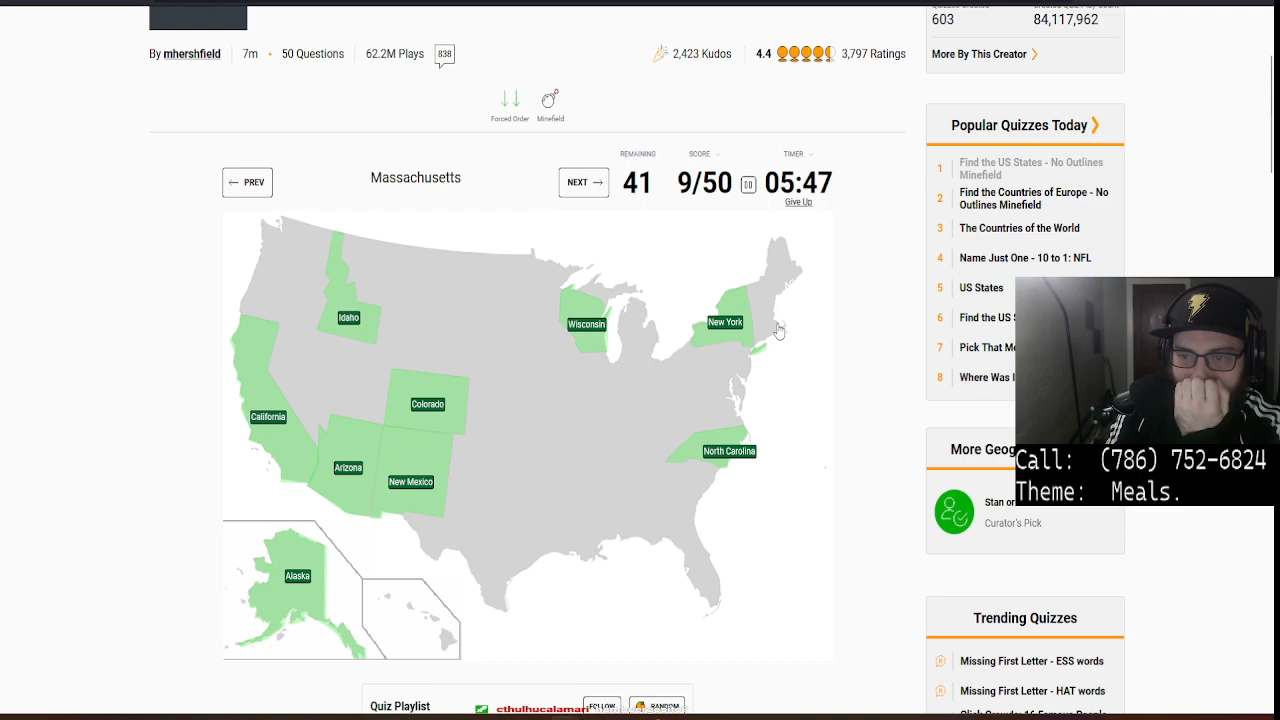 603
84,117,962
By mhershfield
7m • 50 Questions
62.2M Plays
838
2,423 Kudos
4.4
3,797 Ratings
More By This Creator
Forced Order
Minefield
Popular Quizzes Today
1 Find the US States - No Outlines
Minefield
2 Find the Countries of Europe - No
Outlines Minefield
3 The Countries of the World
4 Name Just One - 10 to 1: NFL
5 US States
6 Find the US S
7 Pick That Me
8 Where Was
← PREV
Massachusetts
NEXT →
REMAINING
41
SCORE
9/50
TIMER
05:47
Give Up
Idaho
Wisconsin
New York
Colorado
California
Arizona
New Mexico
North Carolina
Alaska
Call: (786) 752-6824
Theme: Meals.
More Geog
Stan or
Curator's Pick
Trending Quizzes
Missing First Letter - ESS words
Missing First Letter - HAT words
Quiz Playlist
cthulhucalamari
FOLLOW
RANDOM